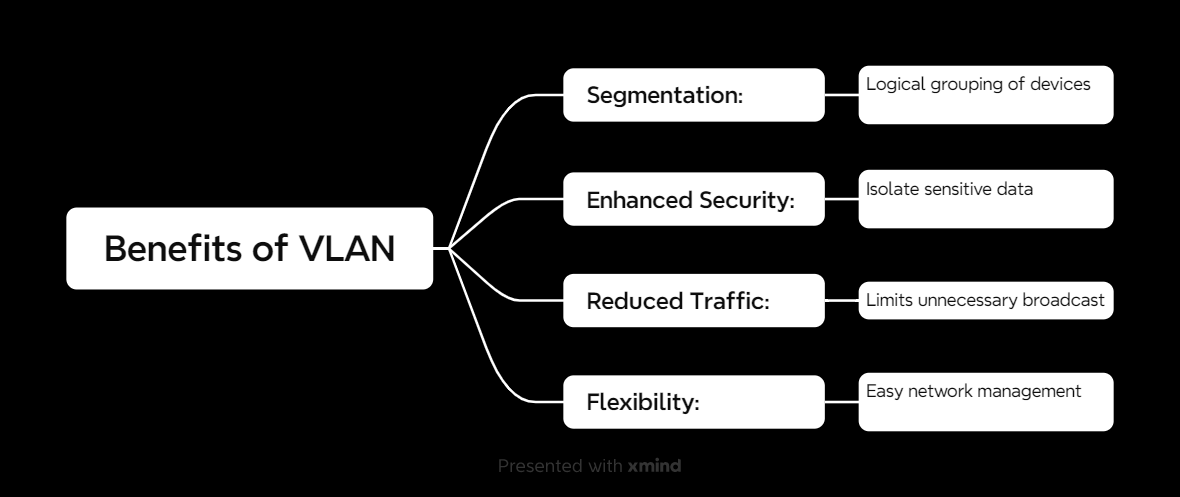 Benefits of VLAN
Segmentation:
Logical grouping of devices
Enhanced Security:
Isolate sensitive data
Reduced Traffic:
Limits unnecessary broadcast
Flexibility:
Easy network management
Presented with xmind